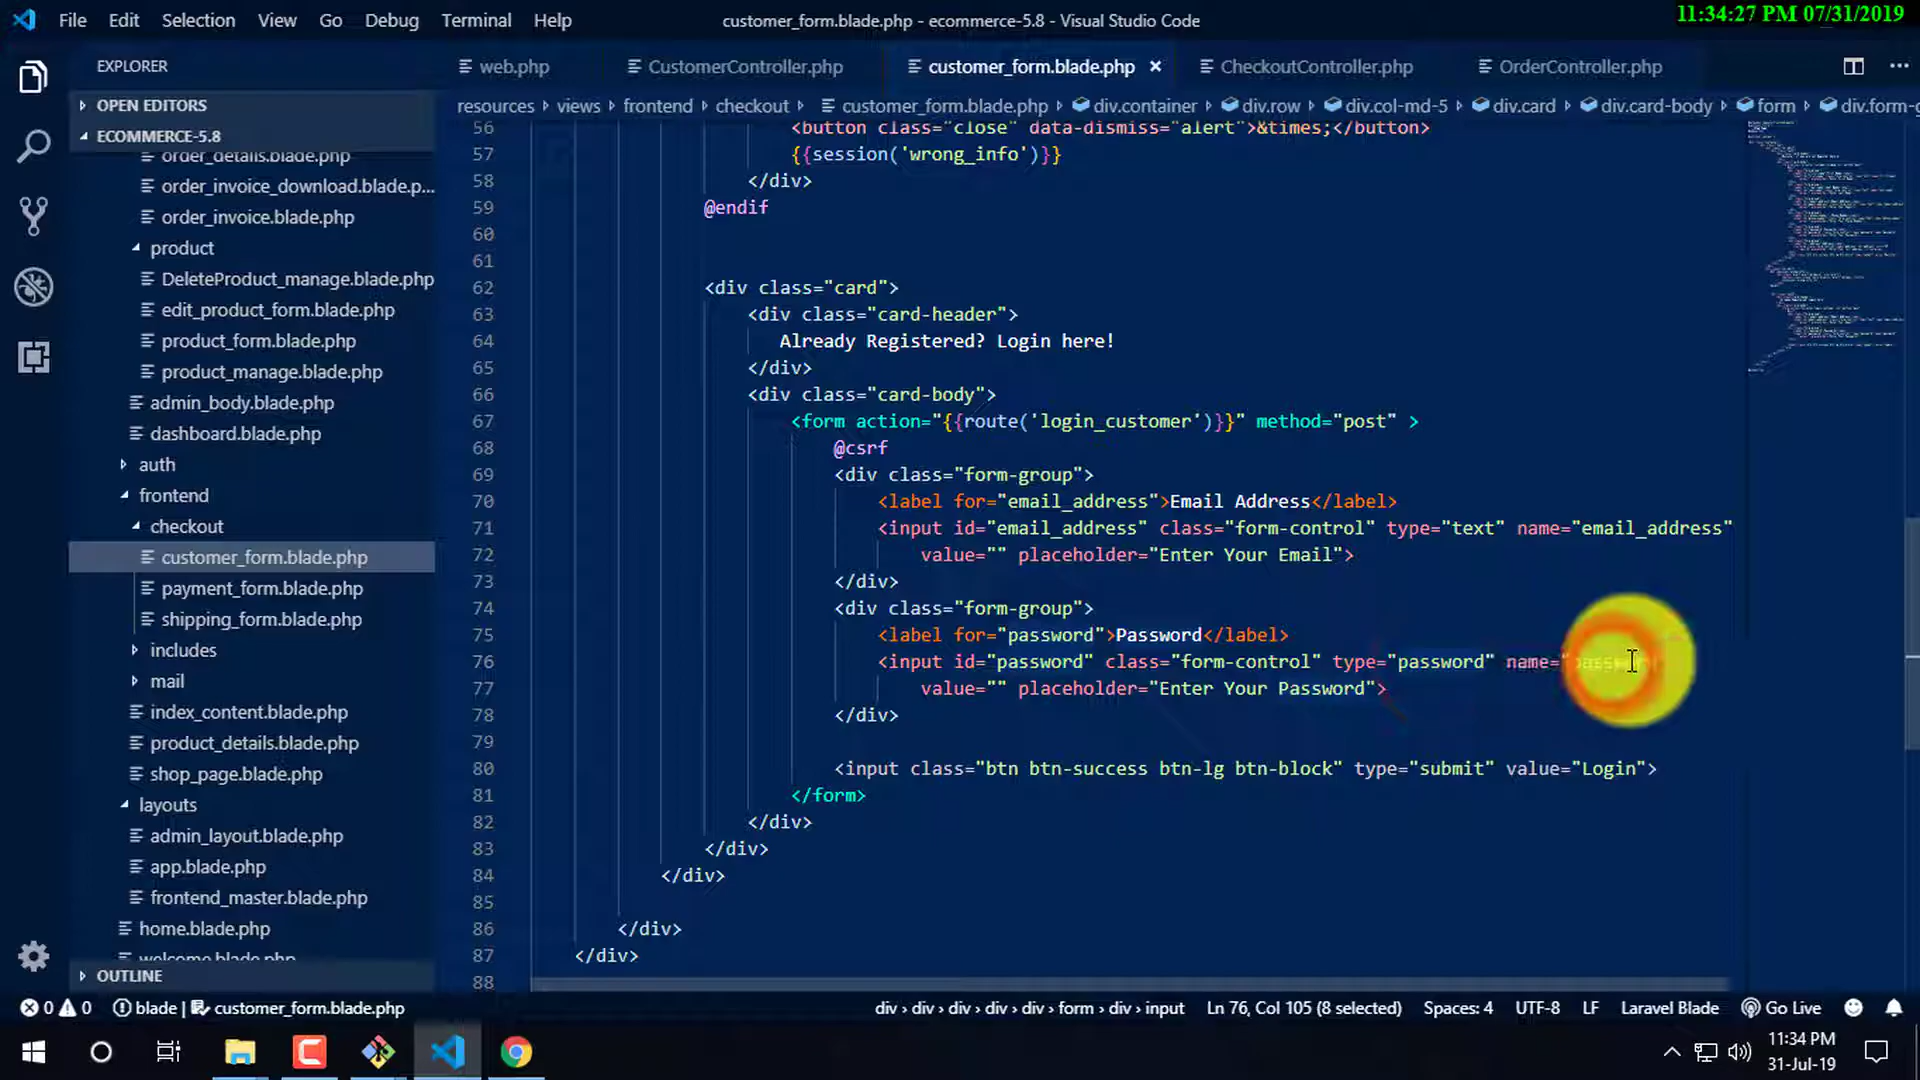 File Edit Selection View Go Debug Terminal Help
customer_form.blade.php - ecommerce-5.8 - Visual Studio Code
11:34:27 PM 07/31/2019
EXPLORER
OPEN EDITORS
ECOMMERCE-5.8
order_details.blade.php
order_invoice_download.blade.p...
order_invoice.blade.php
product
DeleteProduct_manage.blade.php
edit_product_form.blade.php
product_form.blade.php
product_manage.blade.php
admin_body.blade.php
dashboard.blade.php
auth
frontend
checkout
customer_form.blade.php
payment_form.blade.php
shipping_form.blade.php
includes
mail
index_content.blade.php
product_details.blade.php
shop_page.blade.php
layouts
admin_layout.blade.php
app.blade.php
frontend_master.blade.php
home.blade.php
welcome.blade.php
OUTLINE
web.php CustomerController.php customer_form.blade.php × CheckoutController.php OrderController.php
resources › views › frontend › checkout › customer_form.blade.php › div.container › div.row › div.col-md-5 › div.card › div.card-body › form › div.form-g
56 <button class="close" data-dismiss="alert">&times;</button>
57 {{session('wrong_info')}}
58 </div>
59 @endif
60
61
62 <div class="card">
63 <div class="card-header">
64 Already Registered? Login here!
65 </div>
66 <div class="card-body">
67 <form action="{{route('login_customer')}}" method="post" >
68 @csrf
69 <div class="form-group">
70 <label for="email_address">Email Address</label>
71 <input id="email_address" class="form-control" type="text" name="email_address"
72 value="" placeholder="Enter Your Email">
73 </div>
74 <div class="form-group">
75 <label for="password">Password</label>
76 <input id="password" class="form-control" type="password" name=
77 value="" placeholder="Enter Your Password">
78 </div>
79
80 <input class="btn btn-success btn-lg btn-block" type="submit" value="Login">
81 </form>
82 </div>
83 </div>
84 </div>
85
86 </div>
87 </div>
88
0 0 blade | customer_form.blade.php
div › div › div › div › div › form › div › input Ln 76, Col 105 (8 selected) Spaces: 4 UTF-8 LF Laravel Blade Go Live
11:34 PM
31-Jul-19